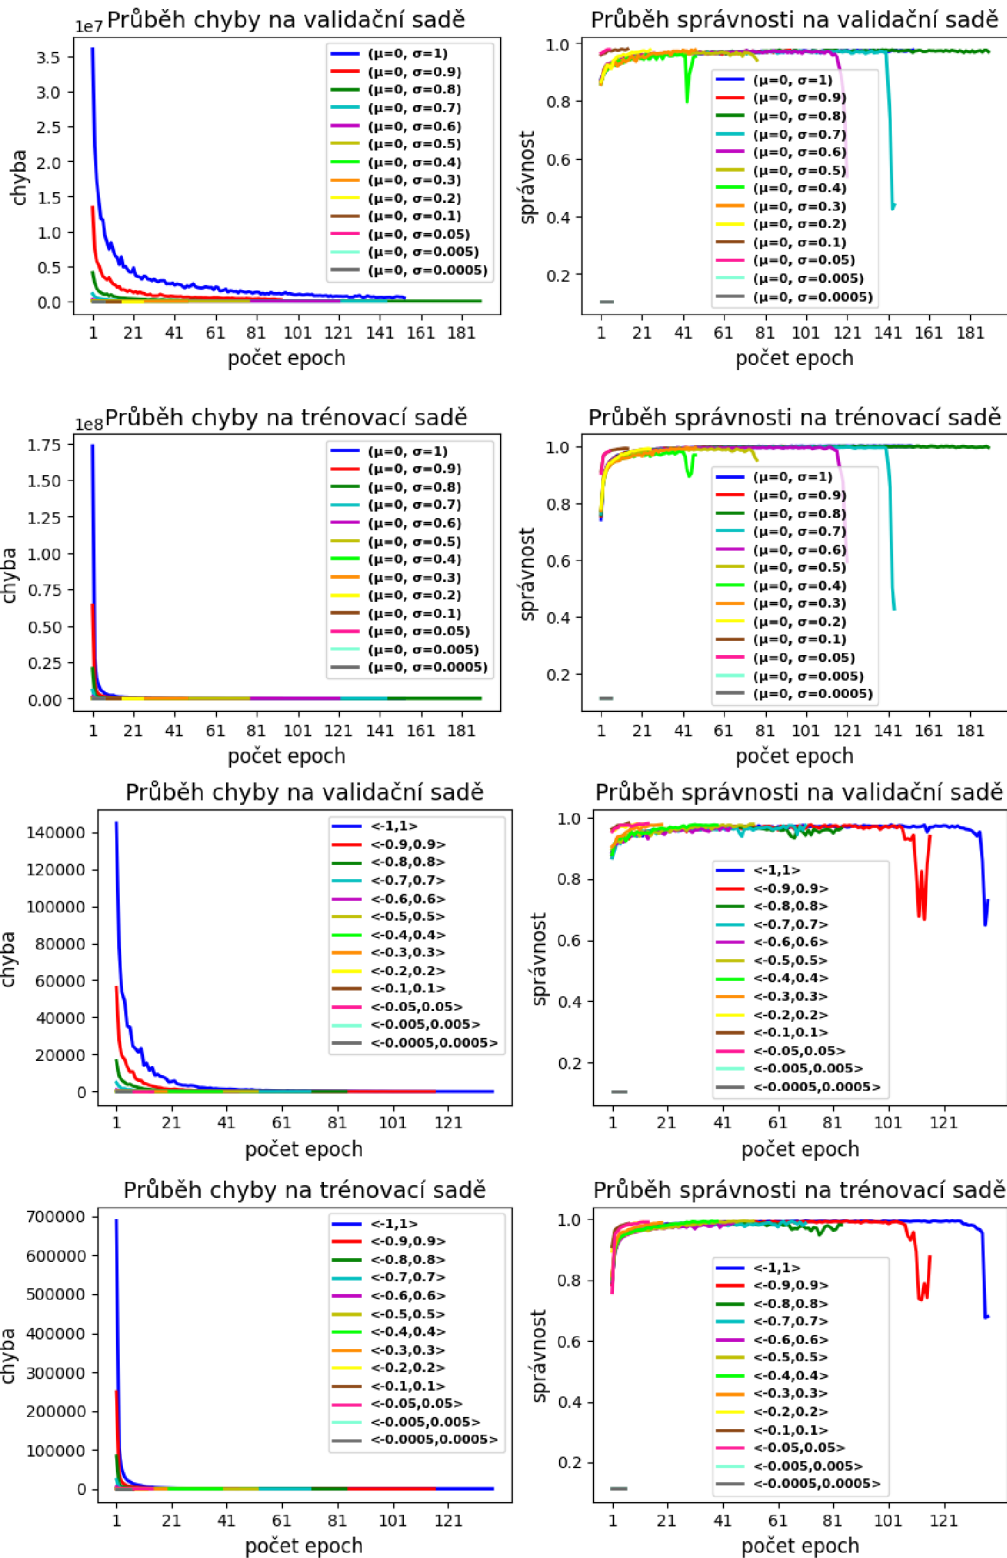 Průběh chyby na validační sadě
1e7
3.5
3.0
2.5
2.0
1.5
1.0
0.5
0.0
chyba
1 21 41 61 81 101 121 141 161 181
počet epoch
(μ=0, σ=1)
(μ=0, σ=0.9)
(μ=0, σ=0.8)
(μ=0, σ=0.7)
(μ=0, σ=0.6)
(μ=0, σ=0.5)
(μ=0, σ=0.4)
(μ=0, σ=0.3)
(μ=0, σ=0.2)
(μ=0, σ=0.1)
(μ=0, σ=0.05)
(μ=0, σ=0.005)
(μ=0, σ=0.0005)
Průběh správnosti na validační sadě
1.0
0.8
0.6
0.4
0.2
správnost
1 21 41 61 81 101 121 141 161 181
počet epoch
(μ=0, σ=1)
(μ=0, σ=0.9)
(μ=0, σ=0.8)
(μ=0, σ=0.7)
(μ=0, σ=0.6)
(μ=0, σ=0.5)
(μ=0, σ=0.4)
(μ=0, σ=0.3)
(μ=0, σ=0.2)
(μ=0, σ=0.1)
(μ=0, σ=0.05)
(μ=0, σ=0.005)
(μ=0, σ=0.0005)
Průběh chyby na trénovací sadě
1e8
1.75
1.50
1.25
1.00
0.75
0.50
0.25
0.00
chyba
1 21 41 61 81 101 121 141 161 181
počet epoch
(μ=0, σ=1)
(μ=0, σ=0.9)
(μ=0, σ=0.8)
(μ=0, σ=0.7)
(μ=0, σ=0.6)
(μ=0, σ=0.5)
(μ=0, σ=0.4)
(μ=0, σ=0.3)
(μ=0, σ=0.2)
(μ=0, σ=0.1)
(μ=0, σ=0.05)
(μ=0, σ=0.005)
(μ=0, σ=0.0005)
Průběh správnosti na trénovací sadě
1.0
0.8
0.6
0.4
0.2
správnost
1 21 41 61 81 101 121 141 161 181
počet epoch
(μ=0, σ=1)
(μ=0, σ=0.9)
(μ=0, σ=0.8)
(μ=0, σ=0.7)
(μ=0, σ=0.6)
(μ=0, σ=0.5)
(μ=0, σ=0.4)
(μ=0, σ=0.3)
(μ=0, σ=0.2)
(μ=0, σ=0.1)
(μ=0, σ=0.05)
(μ=0, σ=0.005)
(μ=0, σ=0.0005)
Průběh chyby na validační sadě
140000
120000
100000
80000
60000
40000
20000
0
chyba
1 21 41 61 81 101 121
počet epoch
<-1,1>
<-0.9,0.9>
<-0.8,0.8>
<-0.7,0.7>
<-0.6,0.6>
<-0.5,0.5>
<-0.4,0.4>
<-0.3,0.3>
<-0.2,0.2>
<-0.1,0.1>
<-0.05,0.05>
<-0.005,0.005>
<-0.0005,0.0005>
Průběh správnosti na validační sadě
1.0
0.8
0.6
0.4
0.2
správnost
1 21 41 61 81 101 121
počet epoch
<-1,1>
<-0.9,0.9>
<-0.8,0.8>
<-0.7,0.7>
<-0.6,0.6>
<-0.5,0.5>
<-0.4,0.4>
<-0.3,0.3>
<-0.2,0.2>
<-0.1,0.1>
<-0.05,0.05>
<-0.005,0.005>
<-0.0005,0.0005>
Průběh chyby na trénovací sadě
700000
600000
500000
400000
300000
200000
100000
0
chyba
1 21 41 61 81 101 121
počet epoch
<-1,1>
<-0.9,0.9>
<-0.8,0.8>
<-0.7,0.7>
<-0.6,0.6>
<-0.5,0.5>
<-0.4,0.4>
<-0.3,0.3>
<-0.2,0.2>
<-0.1,0.1>
<-0.05,0.05>
<-0.005,0.005>
<-0.0005,0.0005>
Průběh správnosti na trénovací sadě
1.0
0.8
0.6
0.4
0.2
správnost
1 21 41 61 81 101 121
počet epoch
<-1,1>
<-0.9,0.9>
<-0.8,0.8>
<-0.7,0.7>
<-0.6,0.6>
<-0.5,0.5>
<-0.4,0.4>
<-0.3,0.3>
<-0.2,0.2>
<-0.1,0.1>
<-0.05,0.05>
<-0.005,0.005>
<-0.0005,0.0005>